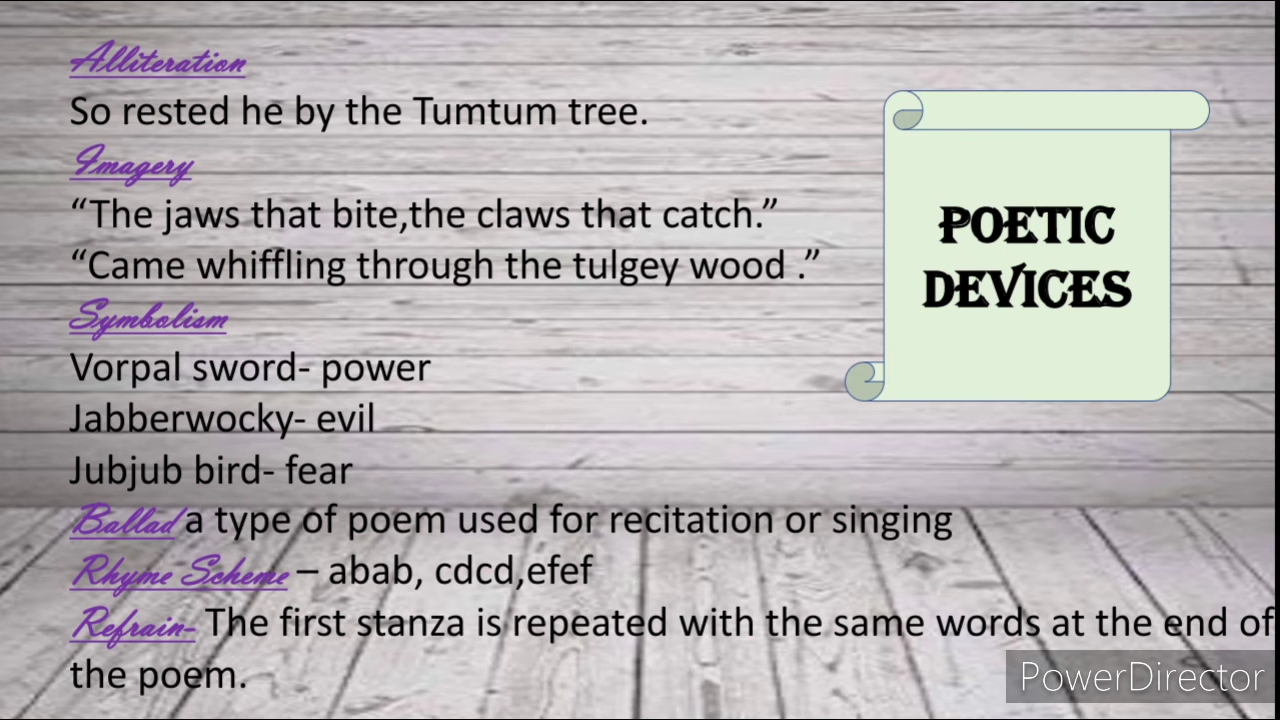 Alliteration
So rested he by the Tumtum tree.
Imagery
“The jaws that bite,the claws that catch.”
“Came whiffling through the tulgey wood .”
Symbolism
Vorpal sword- power
Jabberwocky- evil
Jubjub bird- fear
Ballad a type of poem used for recitation or singing
Rhyme Scheme – abab, cdcd,efef
Refrain- The first stanza is repeated with the same words at the end of
the poem.
POETIC
DEVICES
PowerDirector